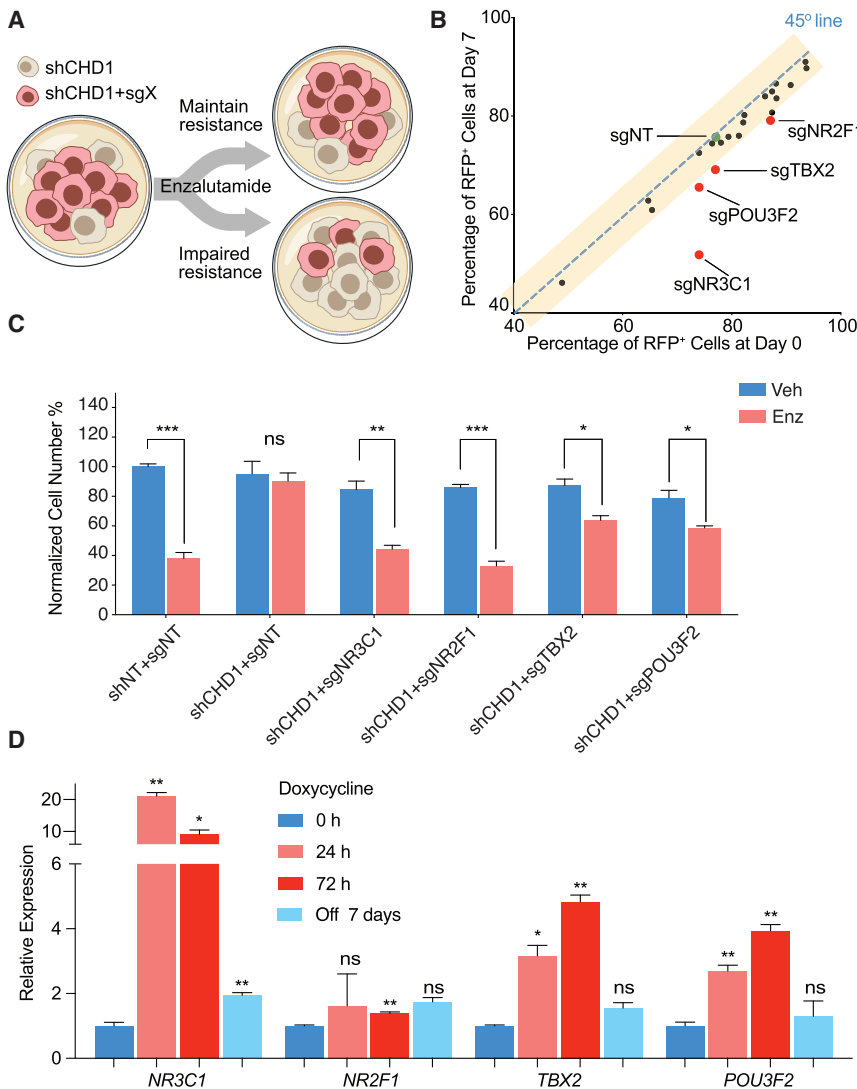 A
shCHD1
shCHD1+sgX
Maintain
resistance
Enzalutamide
Impaired
resistance
B
45° line
Percentage of RFP+ Cells at Day 7
100
80
60
40
sgNT
sgNR2F1
sgTBX2
sgPOU3F2
sgNR3C1
40
60
80
100
Percentage of RFP+ Cells at Day 0
C
Normalized Cell Number %
140
120
100
80
60
40
20
0
Veh
Enz
***
ns
**
***
*
*
shNT+sgNT
shCHD1+sgNT
shCHD1+sgNR3C1
shCHD1+sgNR2F1
shCHD1+sgTBX2
shCHD1+sgPOU3F2
D
Relative Expression
20
10
6
4
2
0
Doxycycline
0 h
24 h
72 h
Off 7 days
**
*
**
ns
**
ns
*
**
ns
**
**
ns
NR3C1
NR2F1
TBX2
POU3F2